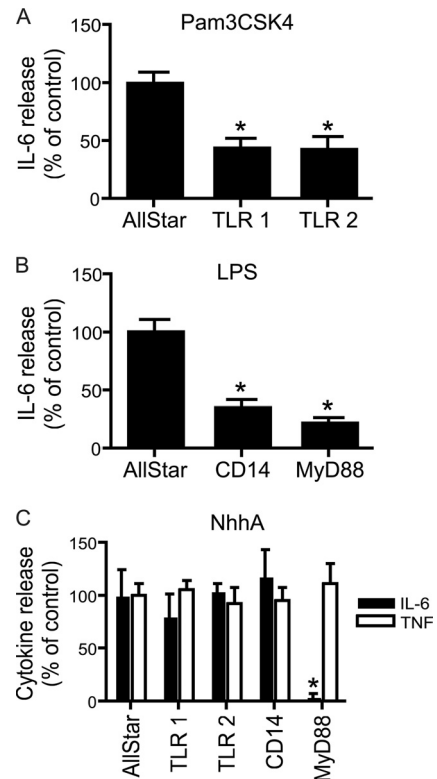 A
Pam3CSK4
IL-6 release
(% of control)
150
100
50
0
*
*
AllStar TLR 1 TLR 2
B
LPS
IL-6 release
(% of control)
150
100
50
0
*
*
AllStar CD14 MyD88
C
NhhA
Cytokine release
(% of control)
150
100
50
0
*
IL-6
TNF
AllStar
TLR 1
TLR 2
CD14
MyD88